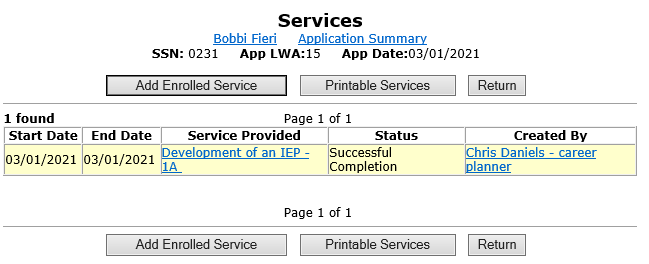 Services
Bobbi Fieri Application Summary
SSN: 0231 App LWA:15 App Date:03/01/2021
Add Enrolled Service Printable Services Return
1 found Page 1 of 1
Start Date End Date Service Provided Status Created By
03/01/2021 03/01/2021 Development of an IEP - 1A Successful Completion Chris Daniels - career planner
Page 1 of 1
Add Enrolled Service Printable Services Return